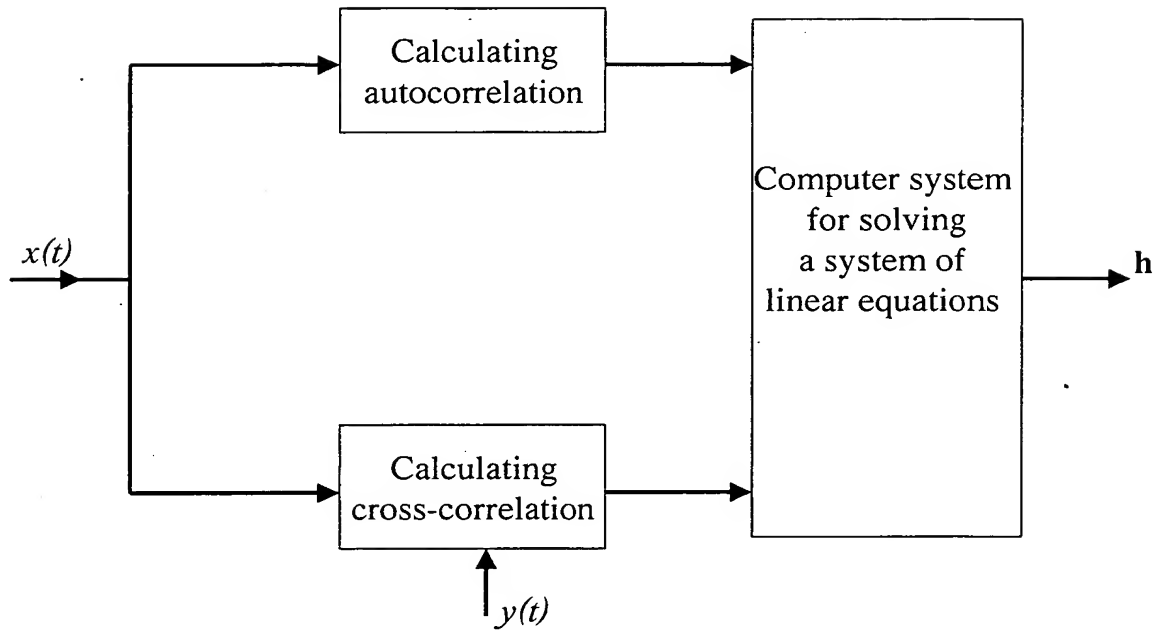 Calculating
autocorrelation
x(t)
Computer system
for solving
a system of
linear equations
h
Calculating
cross-correlation
y(t)